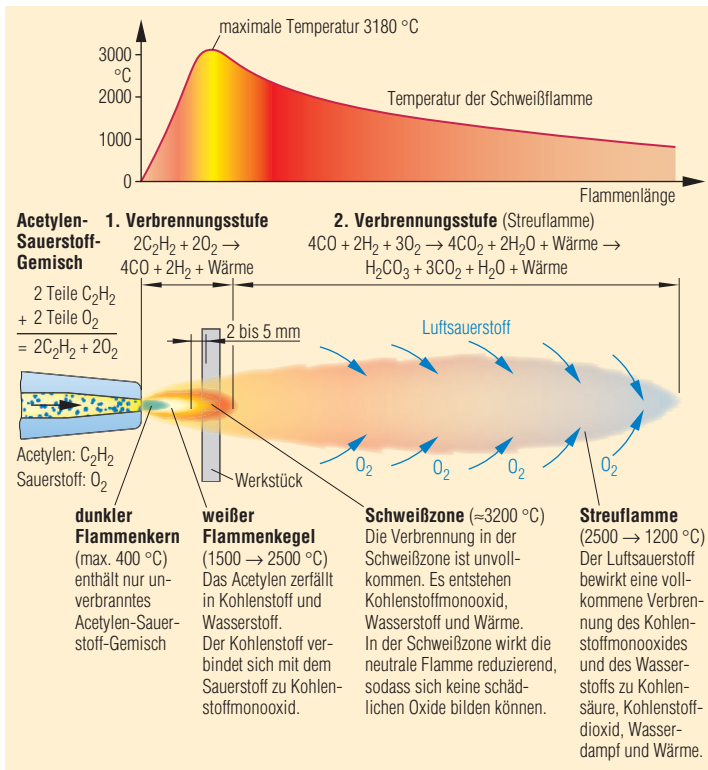 maximale Temperatur 3180 °C
3000
°C
2000
1000
0
Temperatur der Schweißflamme
Flammenlänge
Acetylen-
Sauerstoff-
Gemisch
2 Teile C₂H₂
+ 2 Teile O₂
= 2C₂H₂ + 2O₂
1. Verbrennungsstufe
2C₂H₂ + 2O₂ →
4CO + 2H₂ + Wärme
2. Verbrennungsstufe (Streuflamme)
4CO + 2H₂ + 3O₂ → 4CO₂ + 2H₂O + Wärme →
H₂CO₃ + 3CO₂ + H₂O + Wärme
2 bis 5 mm
Luftsauerstoff
O₂
O₂
O₂
O₂
Acetylen: C₂H₂
Sauerstoff: O₂
Werkstück
dunkler
Flammenkern
(max. 400 °C)
enthält nur un-
verbranntes
Acetylen-Sauer-
stoff-Gemisch
weißer
Flammenkegel
(1500 → 2500 °C)
Das Acetylen zerfällt
in Kohlenstoff und
Wasserstoff.
Der Kohlenstoff ver-
bindet sich mit dem
Sauerstoff zu Kohlen-
stoffmonooxid.
Schweißzone (≈3200 °C)
Die Verbrennung in der
Schweißzone ist unvoll-
kommen. Es entstehen
Kohlenstoffmonooxid,
Wasserstoff und Wärme.
In der Schweißzone wirkt die
neutrale Flamme reduzierend,
sodass sich keine schäd-
lichen Oxide bilden können.
Streuflamme
(2500 → 1200 °C)
Der Luftsauerstoff
bewirkt eine voll-
kommene Verbren-
nung des Kohlen-
stoffmonooxides
und des Wasser-
stoffs zu Kohlen-
säure, Kohlenstoff-
dioxid, Wasser-
dampf und Wärme.